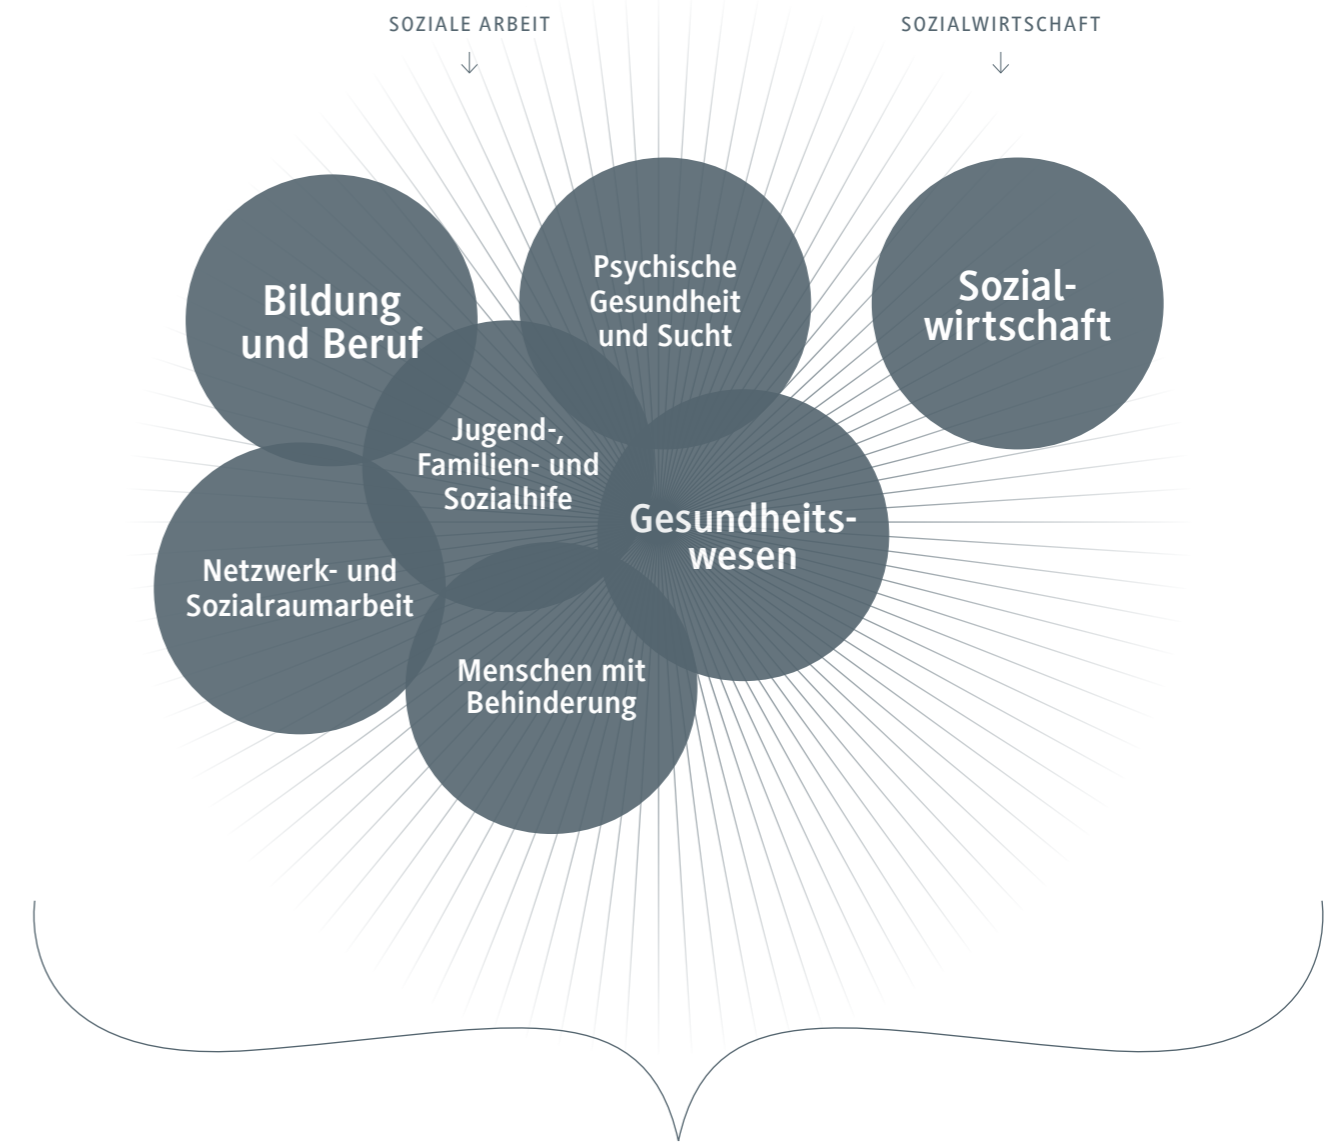 SOZIALE ARBEIT
SOZIALWIRTSCHAFT
Bildung
und Beruf
Psychische
Gesundheit
und Sucht
Sozial-
wirtschaft
Jugend-,
Familien- und
Sozialhife
Gesundheits-
wesen
Netzwerk- und
Sozialraumarbeit
Menschen mit
Behinderung